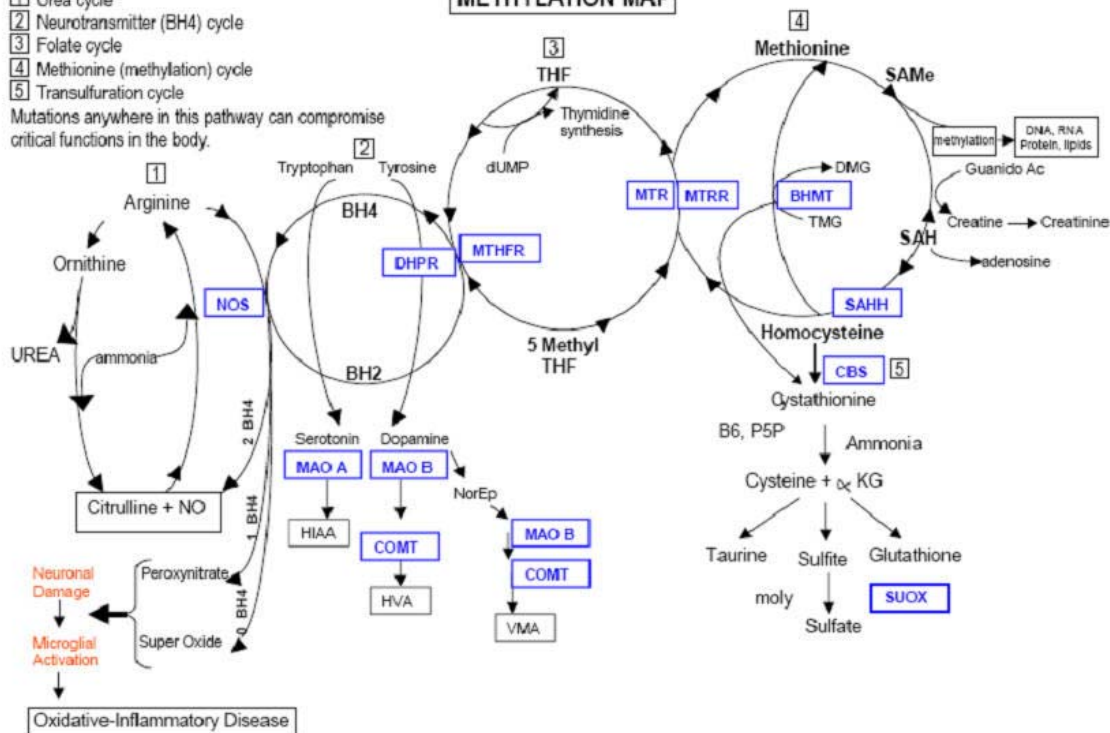 1 Urea cycle
METHYLATION MAP
2 Neurotransmitter (BH4) cycle
3 Folate cycle
4 Methionine (methylation) cycle
5 Transulfuration cycle
Mutations anywhere in this pathway can compromise
critical functions in the body.
1
Arginine
Ornithine
UREA
ammonia
NOS
Citrulline + NO
2 BH4
1 BH4
0 BH4
Peroxynitrate
Super Oxide
Neuronal
Damage
Microglial
Activation
Oxidative-Inflammatory Disease
2
Tryptophan
Tyrosine
BH4
DHPR
MTHFR
BH2
Serotonin
Dopamine
MAO A
MAO B
NorEp
HIAA
COMT
HVA
MAO B
COMT
VMA
3
THF
Thymidine
synthesis
dUMP
MTR
MTRR
5 Methyl
THF
4
Methionine
SAMe
methylation
DNA, RNA
Protein, lipids
Guanido Ac
DMG
BHMT
TMG
Creatine
Creatinine
SAH
adenosine
SAHH
Homocysteine
CBS
5
Cystathionine
B6, P5P
Ammonia
Cysteine + α KG
Taurine
Sulfite
Glutathione
moly
SUOX
Sulfate